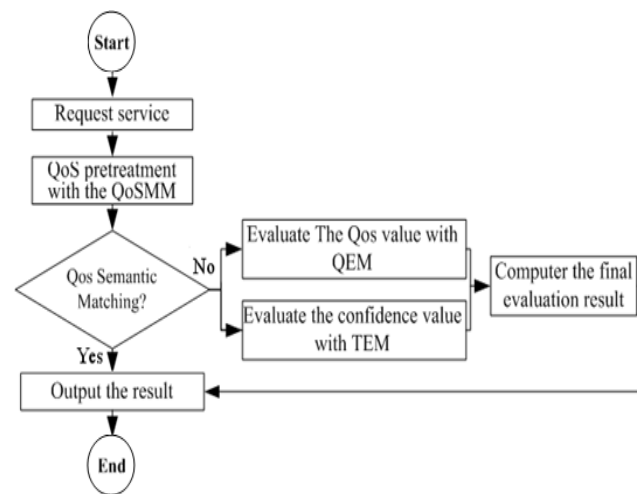 Start
Request service
QoS pretreatment
with the QoSMM
Qos Semantic
Matching?
No
Evaluate The Qos value with
QEM
Evaluate the confidence value
with TEM
Computer the final
evaluation result
Yes
Output the result
End